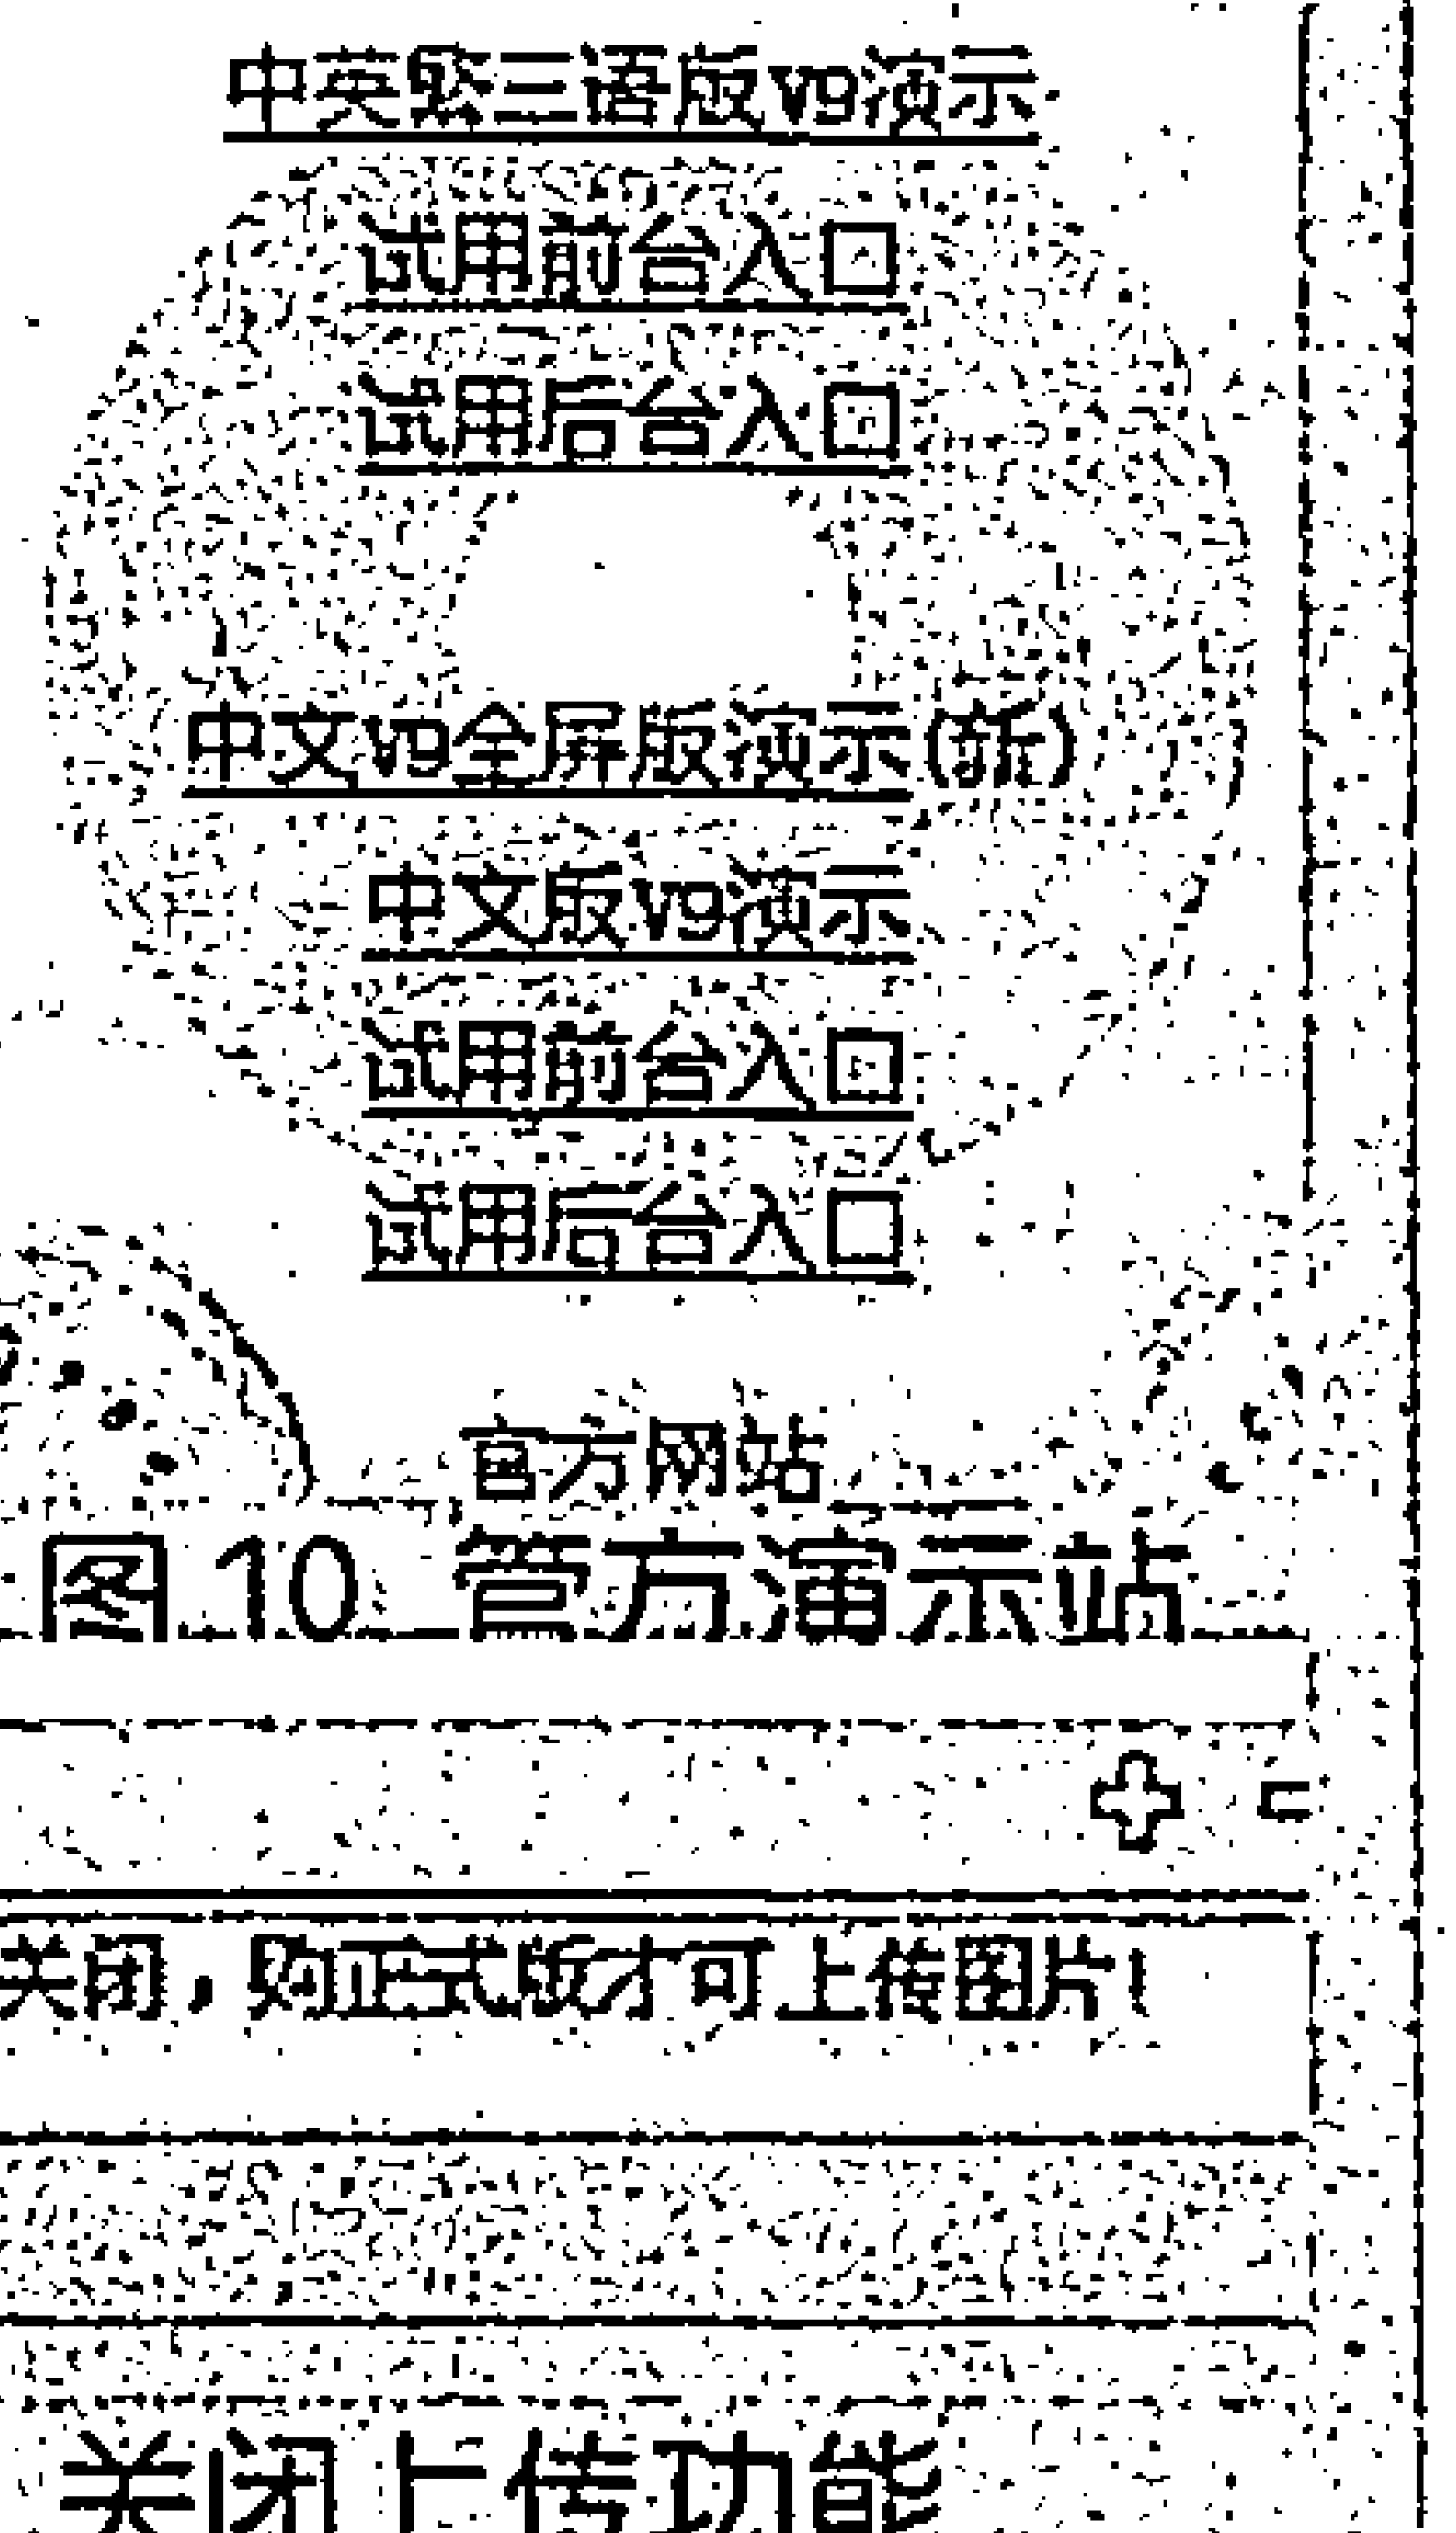 中英繁三语版V9演示
试用前台入口
试用后台入口
中文V9全屏版演示(新)
中文版V9演示
试用前台入口
试用后台入口
官方网站
图 10 官方演示站
关闭，购正式版才可上传图片!
关闭上传功能